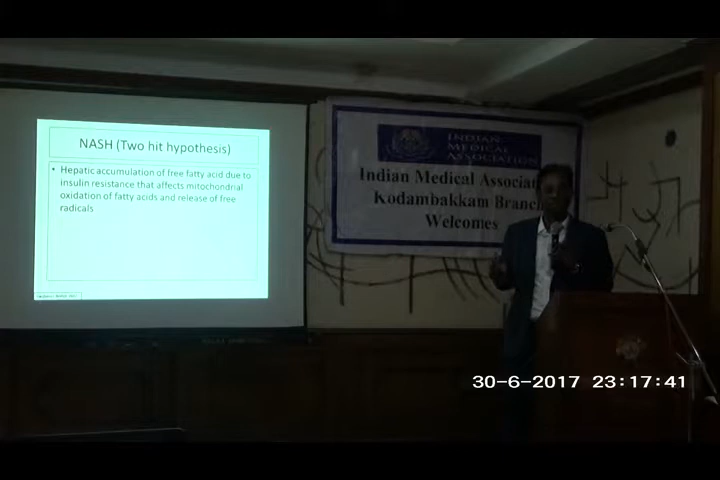 NASH (Two hit hypothesis)
• Hepatic accumulation of free fatty acid due to
insulin resistance that affects mitochondrial
oxidation of fatty acids and release of free
radicals
INDIAN
MEDICAL
ASSOCIATION
Indian Medical Associa
Kodambakkam Branch
Welcomes
30-6-2017 23:17:41